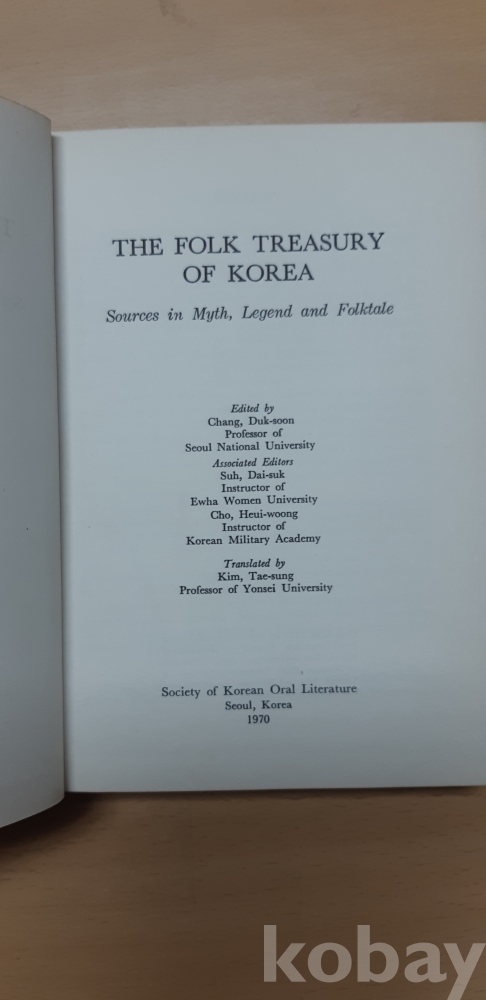 THE FOLK TREASURY
OF KOREA
Sources in Myth, Legend and Folktale
Edited by
Chang, Duk-soon
Professor of
Seoul National University
Associated Editors
Suh, Dai-suk
Instructor of
Ewha Women University
Cho, Heui-woong
Instructor of
Korean Military Academy
Translated by
Kim, Tae-sung
Professor of Yonsei University
Society of Korean Oral Literature
Seoul, Korea
1970
kobay